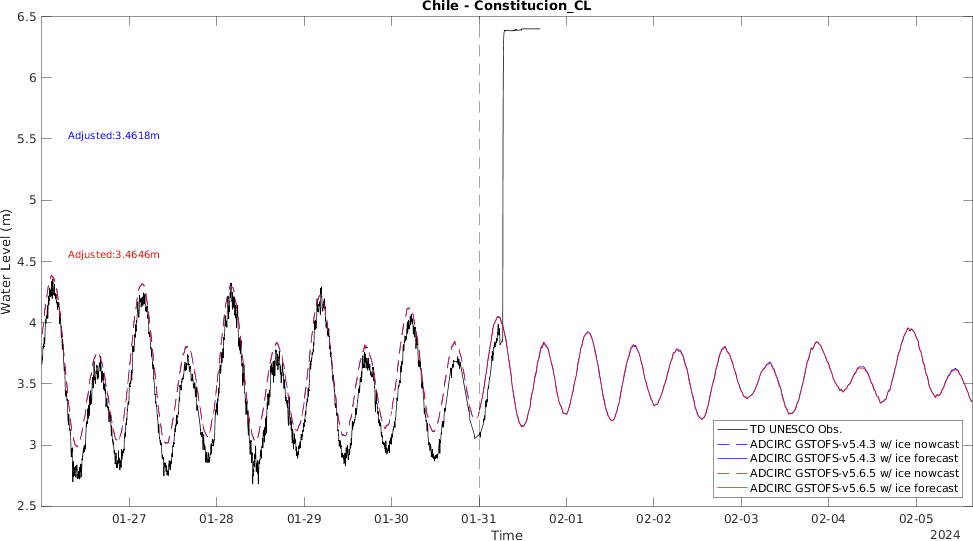 Chile - Constitucion_CL
Water Level (m)
6.5
6
5.5
5
4.5
4
3.5
3
2.5
Adjusted:3.4618m
Adjusted:3.4646m
TD UNESCO Obs.
ADCIRC GSTOFS-v5.4.3 w/ ice nowcast
ADCIRC GSTOFS-v5.4.3 w/ ice forecast
ADCIRC GSTOFS-v5.6.5 w/ ice nowcast
ADCIRC GSTOFS-v5.6.5 w/ ice forecast
01-27 01-28 01-29 01-30 01-31 02-01 02-02 02-03 02-04 02-05
Time
2024